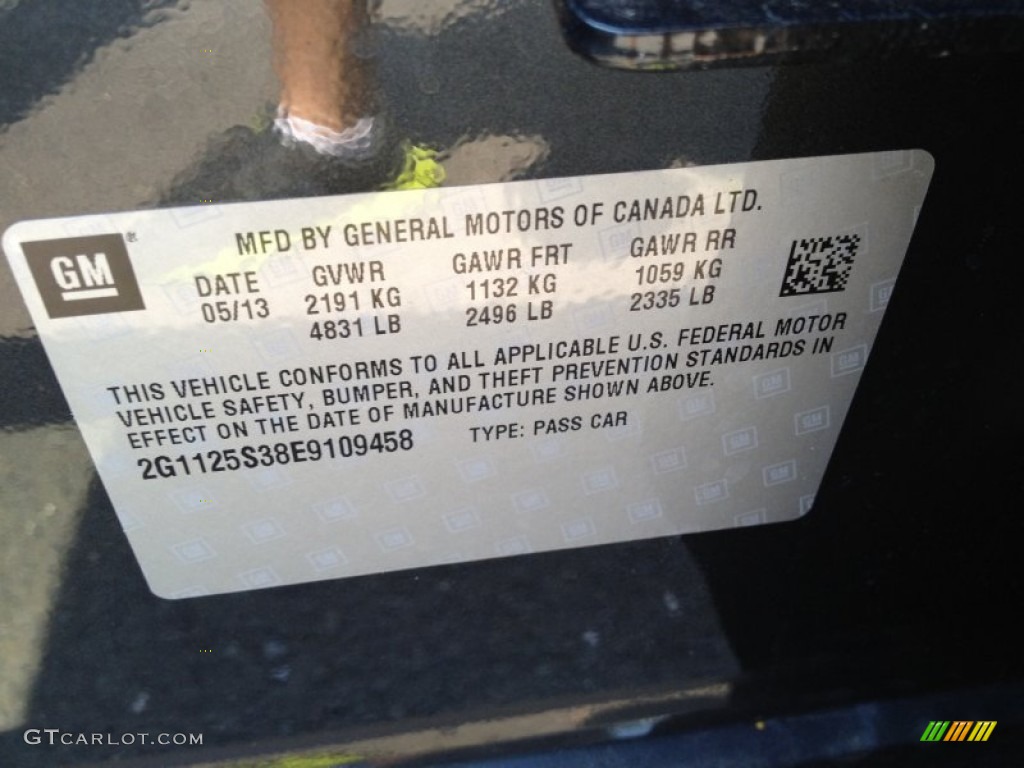 MFD BY GENERAL MOTORS OF CANADA LTD.
GM®
DATE GVWR GAWR FRT GAWR RR
05/13 2191 KG 1132 KG 1059 KG
4831 LB 2496 LB 2335 LB
THIS VEHICLE CONFORMS TO ALL APPLICABLE U.S. FEDERAL MOTOR
VEHICLE SAFETY, BUMPER, AND THEFT PREVENTION STANDARDS IN
EFFECT ON THE DATE OF MANUFACTURE SHOWN ABOVE.
2G1125S38E9109458 TYPE: PASS CAR
GTCARLOT.COM